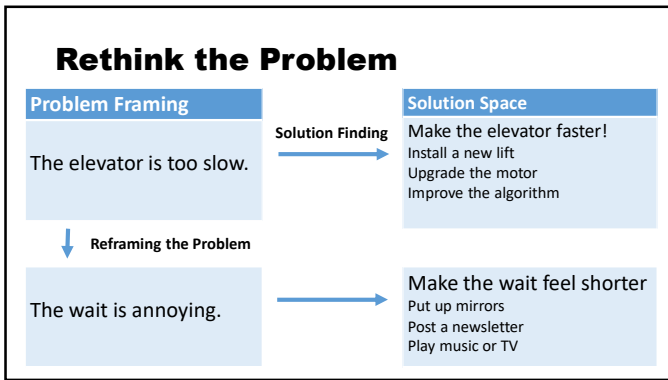 Rethink the Problem
Problem Framing
The elevator is too slow.
Solution Finding
Solution Space
Make the elevator faster!
Install a new lift
Upgrade the motor
Improve the algorithm
Reframing the Problem
The wait is annoying.
Make the wait feel shorter
Put up mirrors
Post a newsletter
Play music or TV